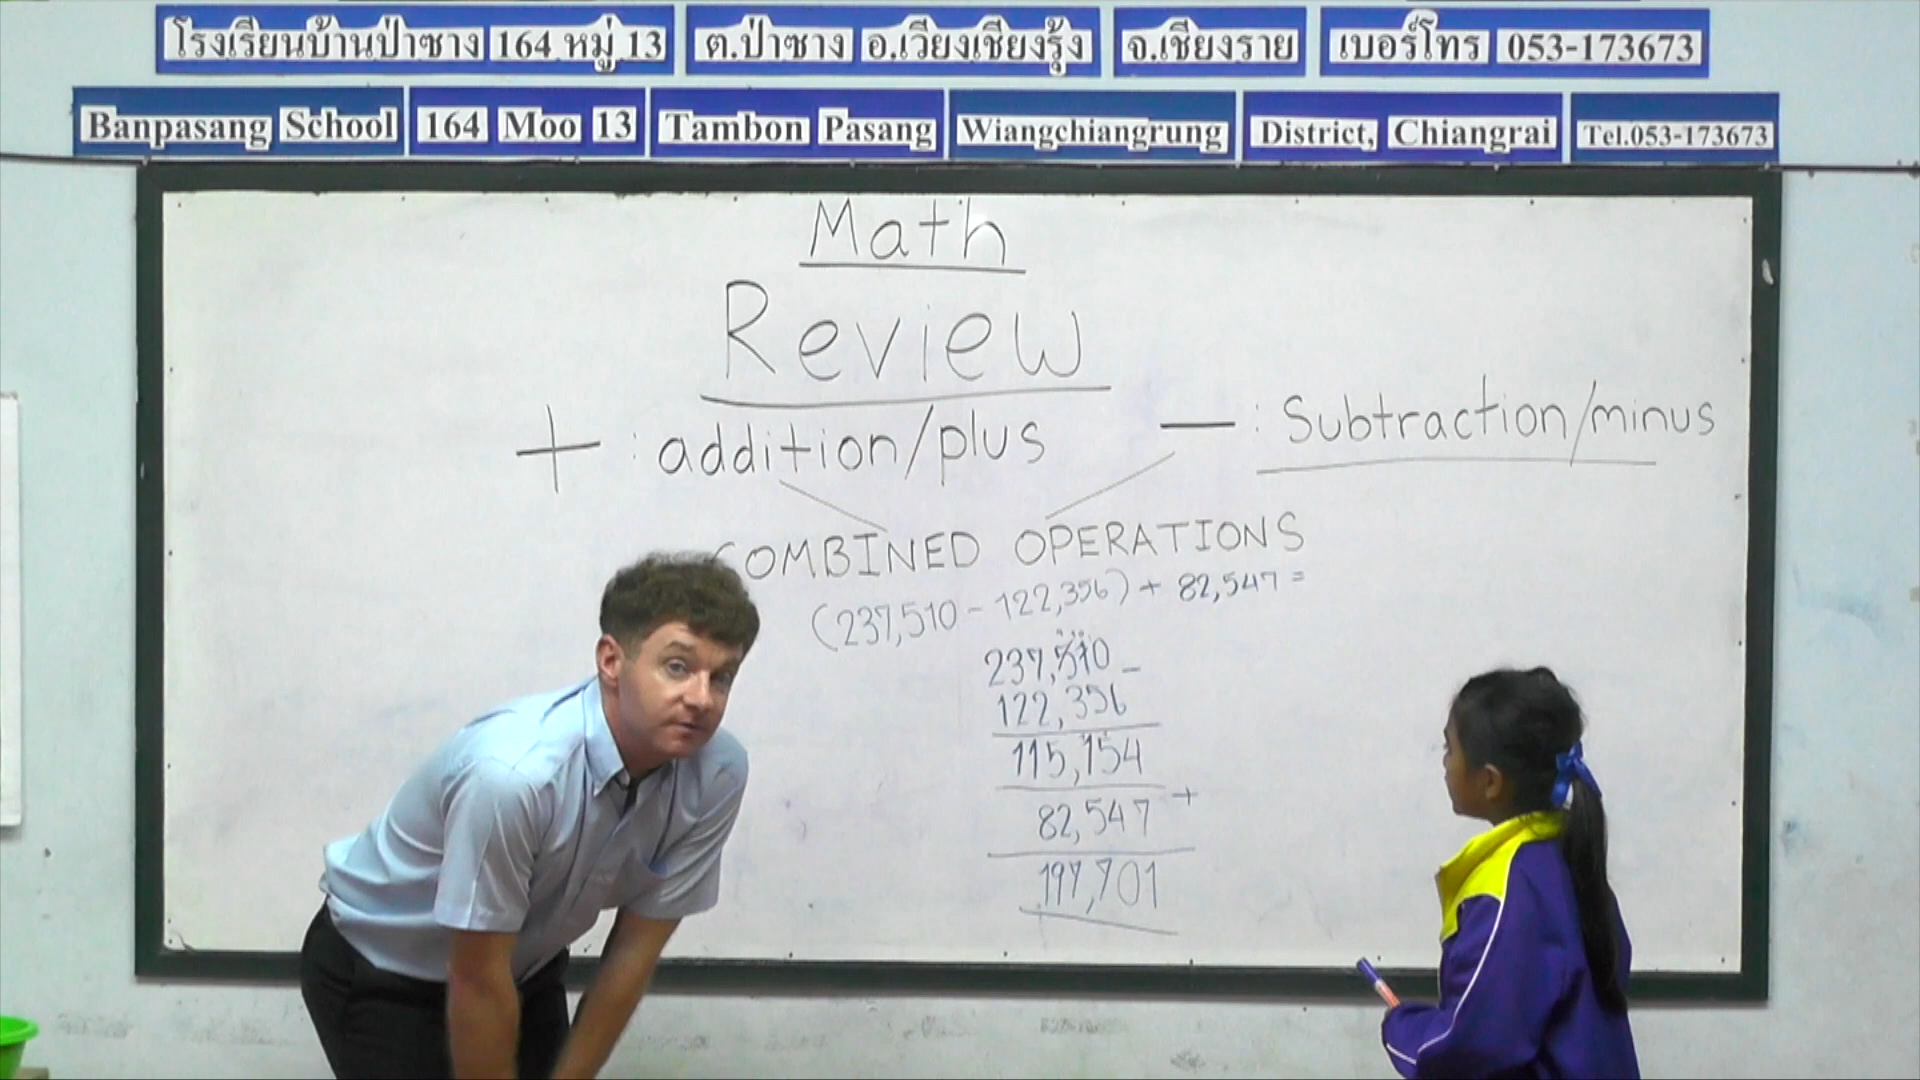 โรงเรียนบ้านป่าซาง 164 หมู่ 13 ต.ป่าซาง อ.เวียงเชียงรุ้ง จ.เชียงราย เบอร์โทร 053-173673
Banpasang School 164 Moo 13 Tambon Pasang Wiangchiangrung District, Chiangrai Tel.053-173673
Math
Review
+ : addition/plus
— : Subtraction/minus
COMBINED OPERATIONS
(237,510 - 122,356) + 82,547 =
237,510 -
122,356
115,154
82,547 +
197,701